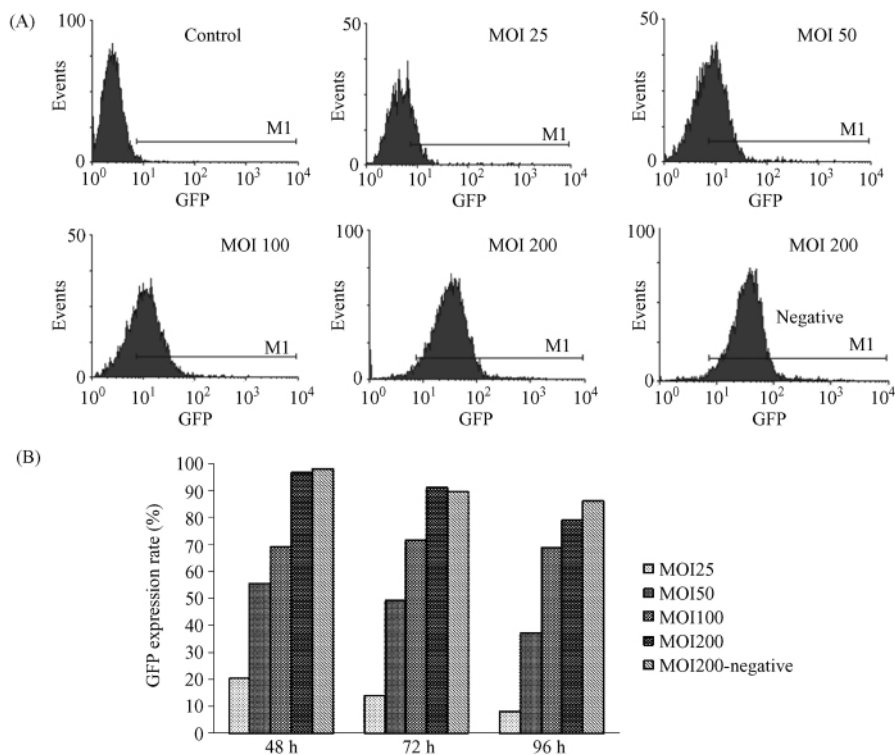 (A)
100
Events
0
Control
M1
10^0 10^1 10^2 10^3 10^4
GFP
50
Events
0
MOI 25
M1
10^0 10^1 10^2 10^3 10^4
GFP
50
Events
0
MOI 50
M1
10^0 10^1 10^2 10^3 10^4
GFP
50
Events
0
MOI 100
M1
10^0 10^1 10^2 10^3 10^4
GFP
100
Events
0
MOI 200
M1
10^0 10^1 10^2 10^3 10^4
GFP
100
Events
0
MOI 200
Negative
M1
10^0 10^1 10^2 10^3 10^4
GFP
(B)
GFP expression rate (%)
100
90
80
70
60
50
40
30
20
10
0
48 h 72 h 96 h
MOI25
MOI50
MOI100
MOI200
MOI200-negative